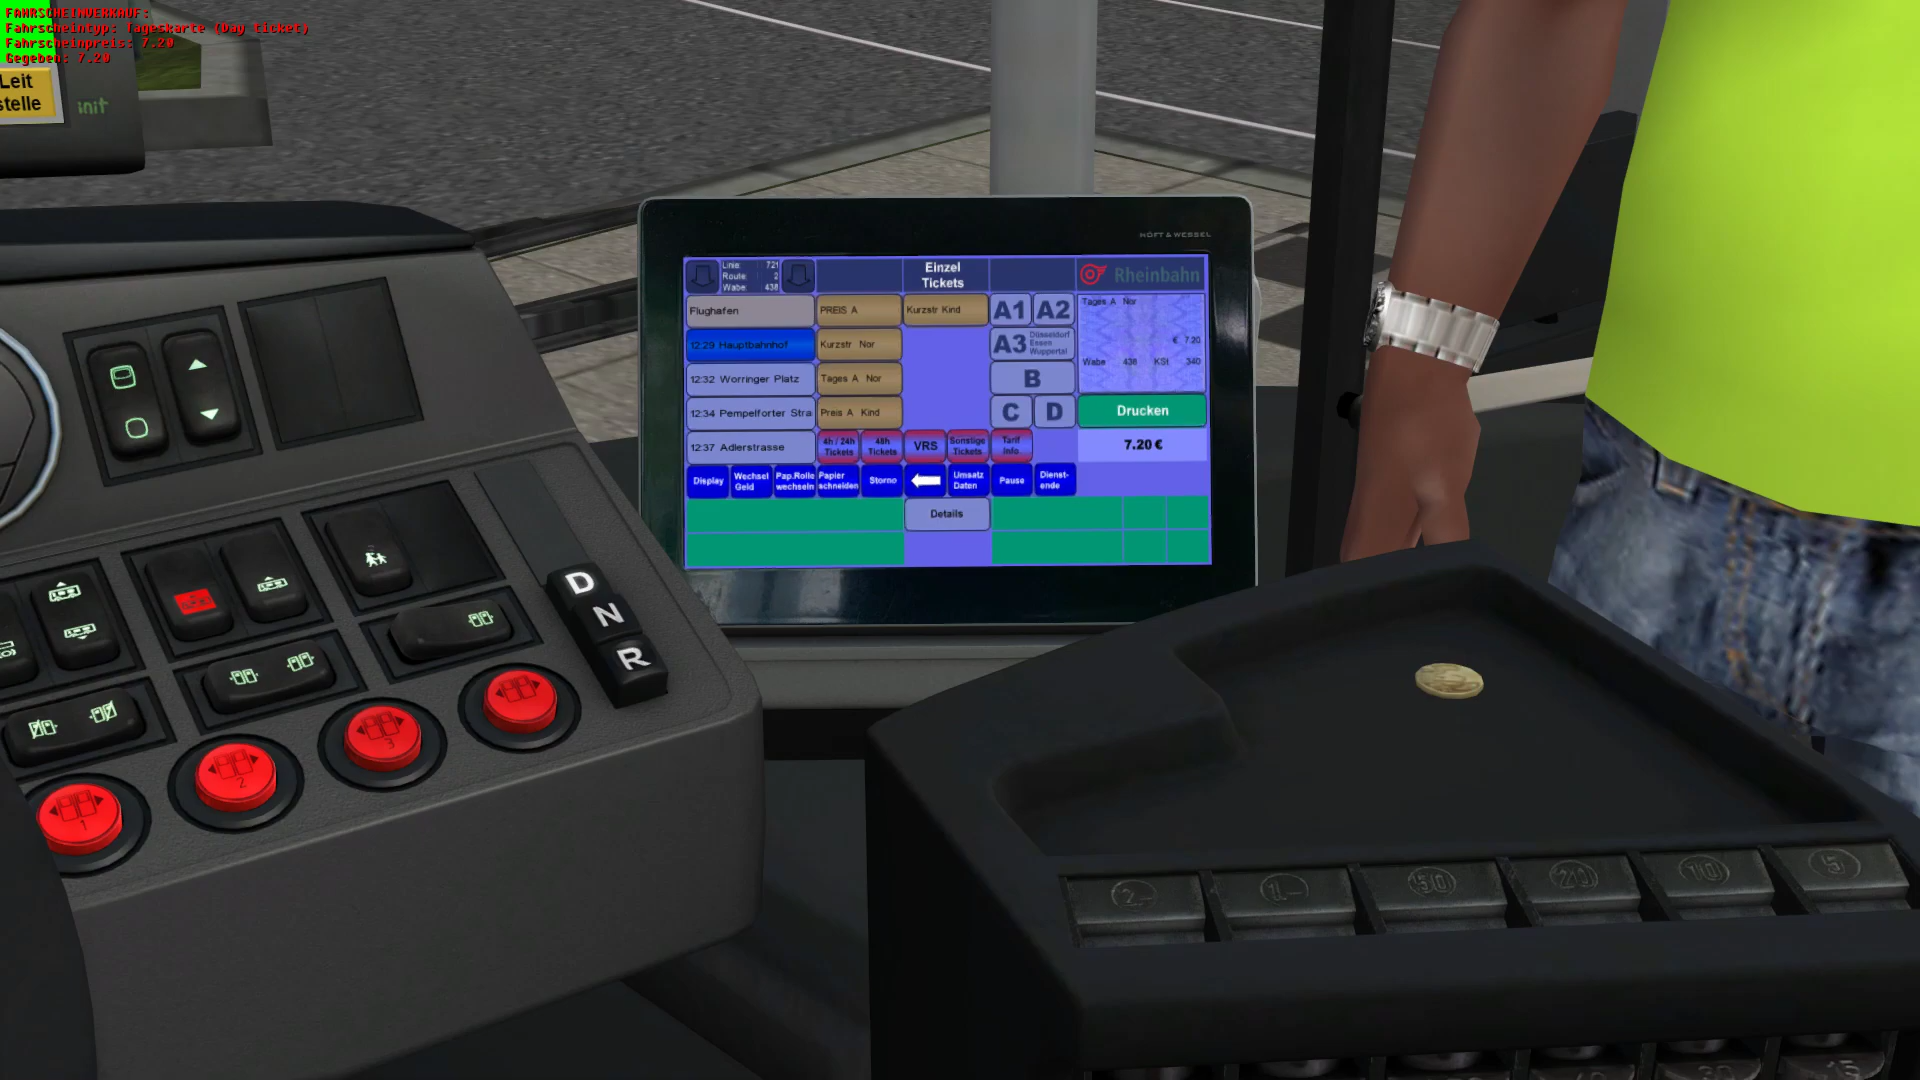 FAHRSCHEINVERKAUF:
Fahrscheintyp: Tageskarte (Day ticket)
Fahrscheinpreis: 7.20
Gegeben: 7.20
Leit
stelle
init
HÖFT & WESSEL
Linie: 721
Route: 2
Wabe: 438
Einzel
Tickets
Rheinbahn
Flughafen
PREIS A
Kurzstr Kind
A1
A2
Tages A Nor
12:29 Hauptbahnhof
Kurzstr Nor
A3
Düsseldorf
Essen
Wuppertal
€ 7.20
Wabe 438 KSt 340
12:32 Worringer Platz
Tages A Nor
B
12:34 Pempelforter Stra
Preis A Kind
C
D
Drucken
12:37 Adlerstrasse
4h / 24h
Tickets
48h
Tickets
VRS
Sonstige
Tickets
Tarif
Info
7.20 €
Display
Wechsel
Geld
Pap.Rolle
wechseln
Papier
schneiden
Storno
Umsatz
Daten
Pause
Dienst-
ende
Details
D
N
R
1
2
3
2.-
1.-
50
20
10
5